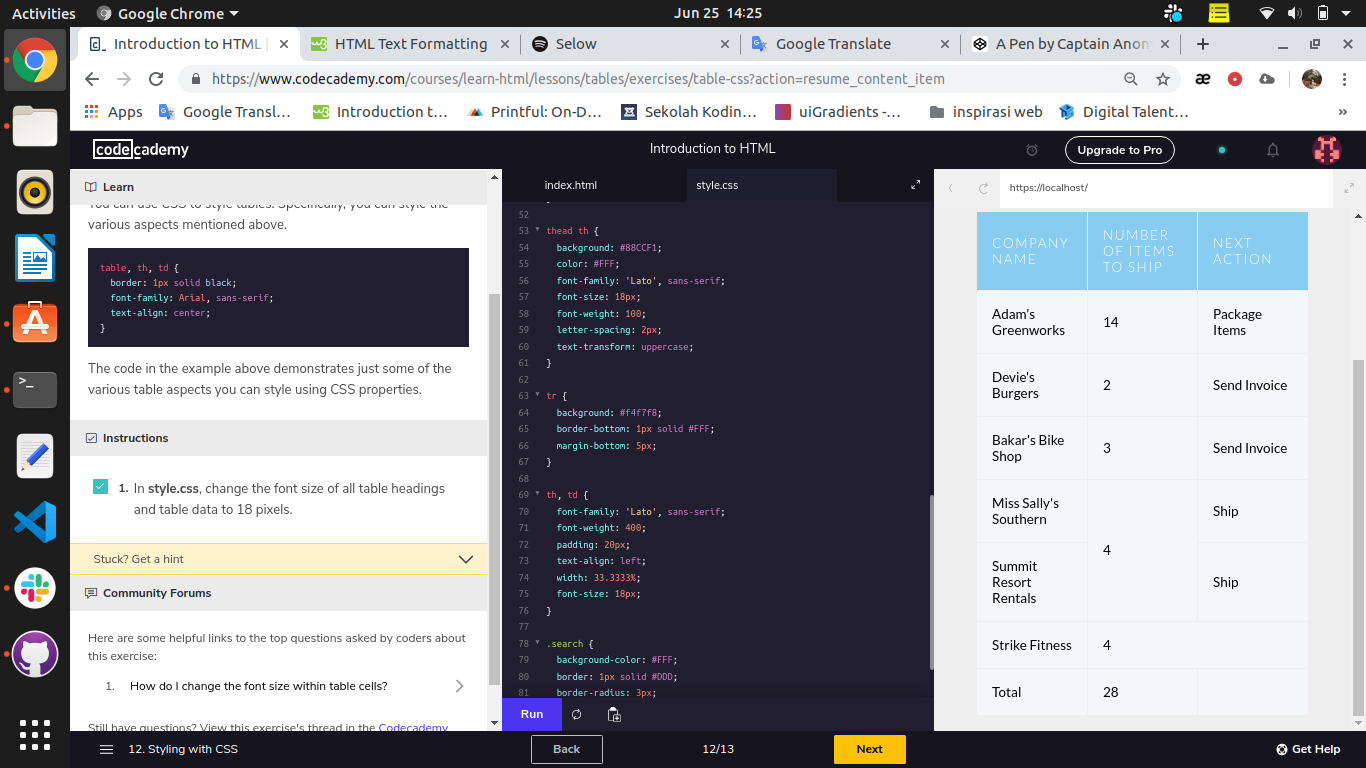 Activities
Google Chrome
Jun 25 14:25
Introduction to HTML
HTML Text Formatting
Selow
Google Translate
A Pen by Captain Anon
https://www.codecademy.com/courses/learn-html/lessons/tables/exercises/table-css?action=resume_content_item
Apps
Google Transl...
Introduction t...
Printful: On-D...
Sekolah Kodin...
uiGradients -...
inspirasi web
Digital Talent...
»
codecademy
Introduction to HTML
Upgrade to Pro
Learn
You can use CSS to style tables. Specifically, you can style the
various aspects mentioned above.
table, th, td {
border: 1px solid black;
font-family: Arial, sans-serif;
text-align: center;
}
The code in the example above demonstrates just some of the
various table aspects you can style using CSS properties.
Instructions
1. In style.css, change the font size of all table headings
and table data to 18 pixels.
Stuck? Get a hint
Community Forums
Here are some helpful links to the top questions asked by coders about
this exercise:
1. How do I change the font size within table cells?
Still have questions? View this exercise's thread in the Codecademy
index.html
style.css
52
53 thead th {
54 background: #88CCF1;
55 color: #FFF;
56 font-family: 'Lato', sans-serif;
57 font-size: 18px;
58 font-weight: 100;
59 letter-spacing: 2px;
60 text-transform: uppercase;
61 }
62
63 tr {
64 background: #f4f7f8;
65 border-bottom: 1px solid #FFF;
66 margin-bottom: 5px;
67 }
68
69 th, td {
70 font-family: 'Lato', sans-serif;
71 font-weight: 400;
72 padding: 20px;
73 text-align: left;
74 width: 33.3333%;
75 font-size: 18px;
76 }
77
78 .search {
79 background-color: #FFF;
80 border: 1px solid #DDD;
81 border-radius: 3px;
Run
https://localhost/
COMPANY
NAME
NUMBER
OF ITEMS
TO SHIP
NEXT
ACTION
Adam's
Greenworks
14
Package
Items
Devie's
Burgers
2
Send Invoice
Bakar's Bike
Shop
3
Send Invoice
Miss Sally's
Southern
4
Ship
Summit
Resort
Rentals
Ship
Strike Fitness
4
Total
28
12. Styling with CSS
Back
12/13
Next
Get Help